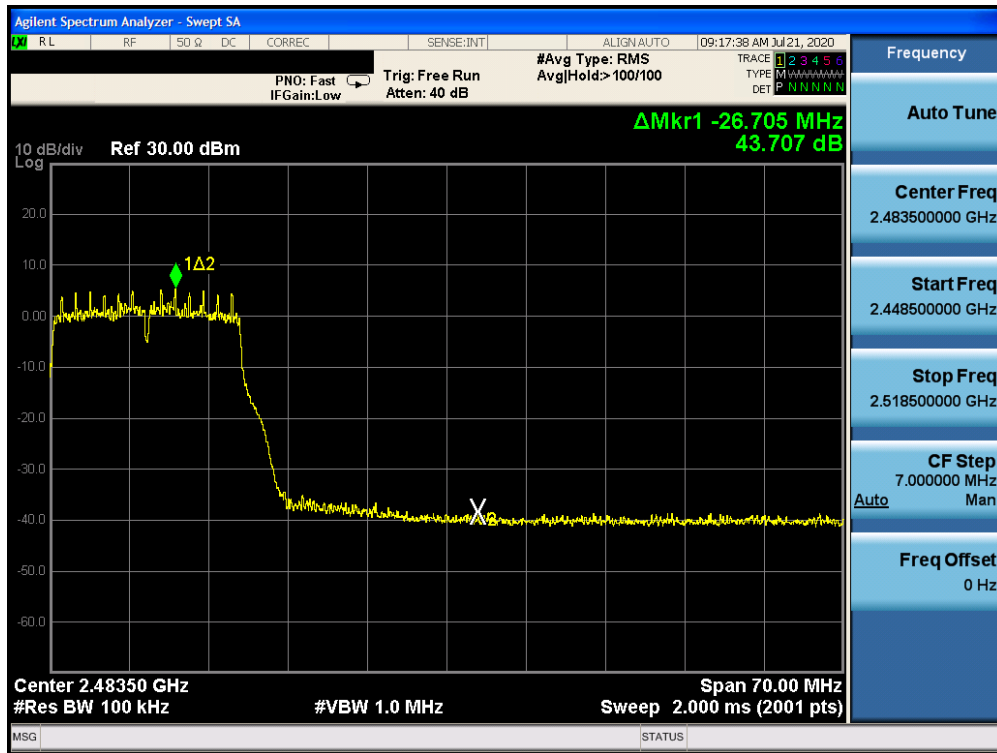 Agilent Spectrum Analyzer - Swept SA
LXI RL RF 50 Ω DC CORREC SENSE:INT ALIGN AUTO 09:17:38 AM Jul 21, 2020
PNO: Fast
IFGain:Low
Trig: Free Run
Atten: 40 dB
#Avg Type: RMS
Avg|Hold:> 100/100
TRACE 1 2 3 4 5 6
TYPE M WWWWW
DET P N N N N N
ΔMkr1 -26.705 MHz
43.707 dB
10 dB/div Ref 30.00 dBm
Log
20.0
10.0
0.00
-10.0
-20.0
-30.0
-40.0
-50.0
-60.0
1Δ2
X2
Center 2.48350 GHz Span 70.00 MHz
#Res BW 100 kHz #VBW 1.0 MHz Sweep 2.000 ms (2001 pts)
MSG STATUS
Frequency
Auto Tune
Center Freq
2.483500000 GHz
Start Freq
2.448500000 GHz
Stop Freq
2.518500000 GHz
CF Step
7.000000 MHz
Auto Man
Freq Offset
0 Hz